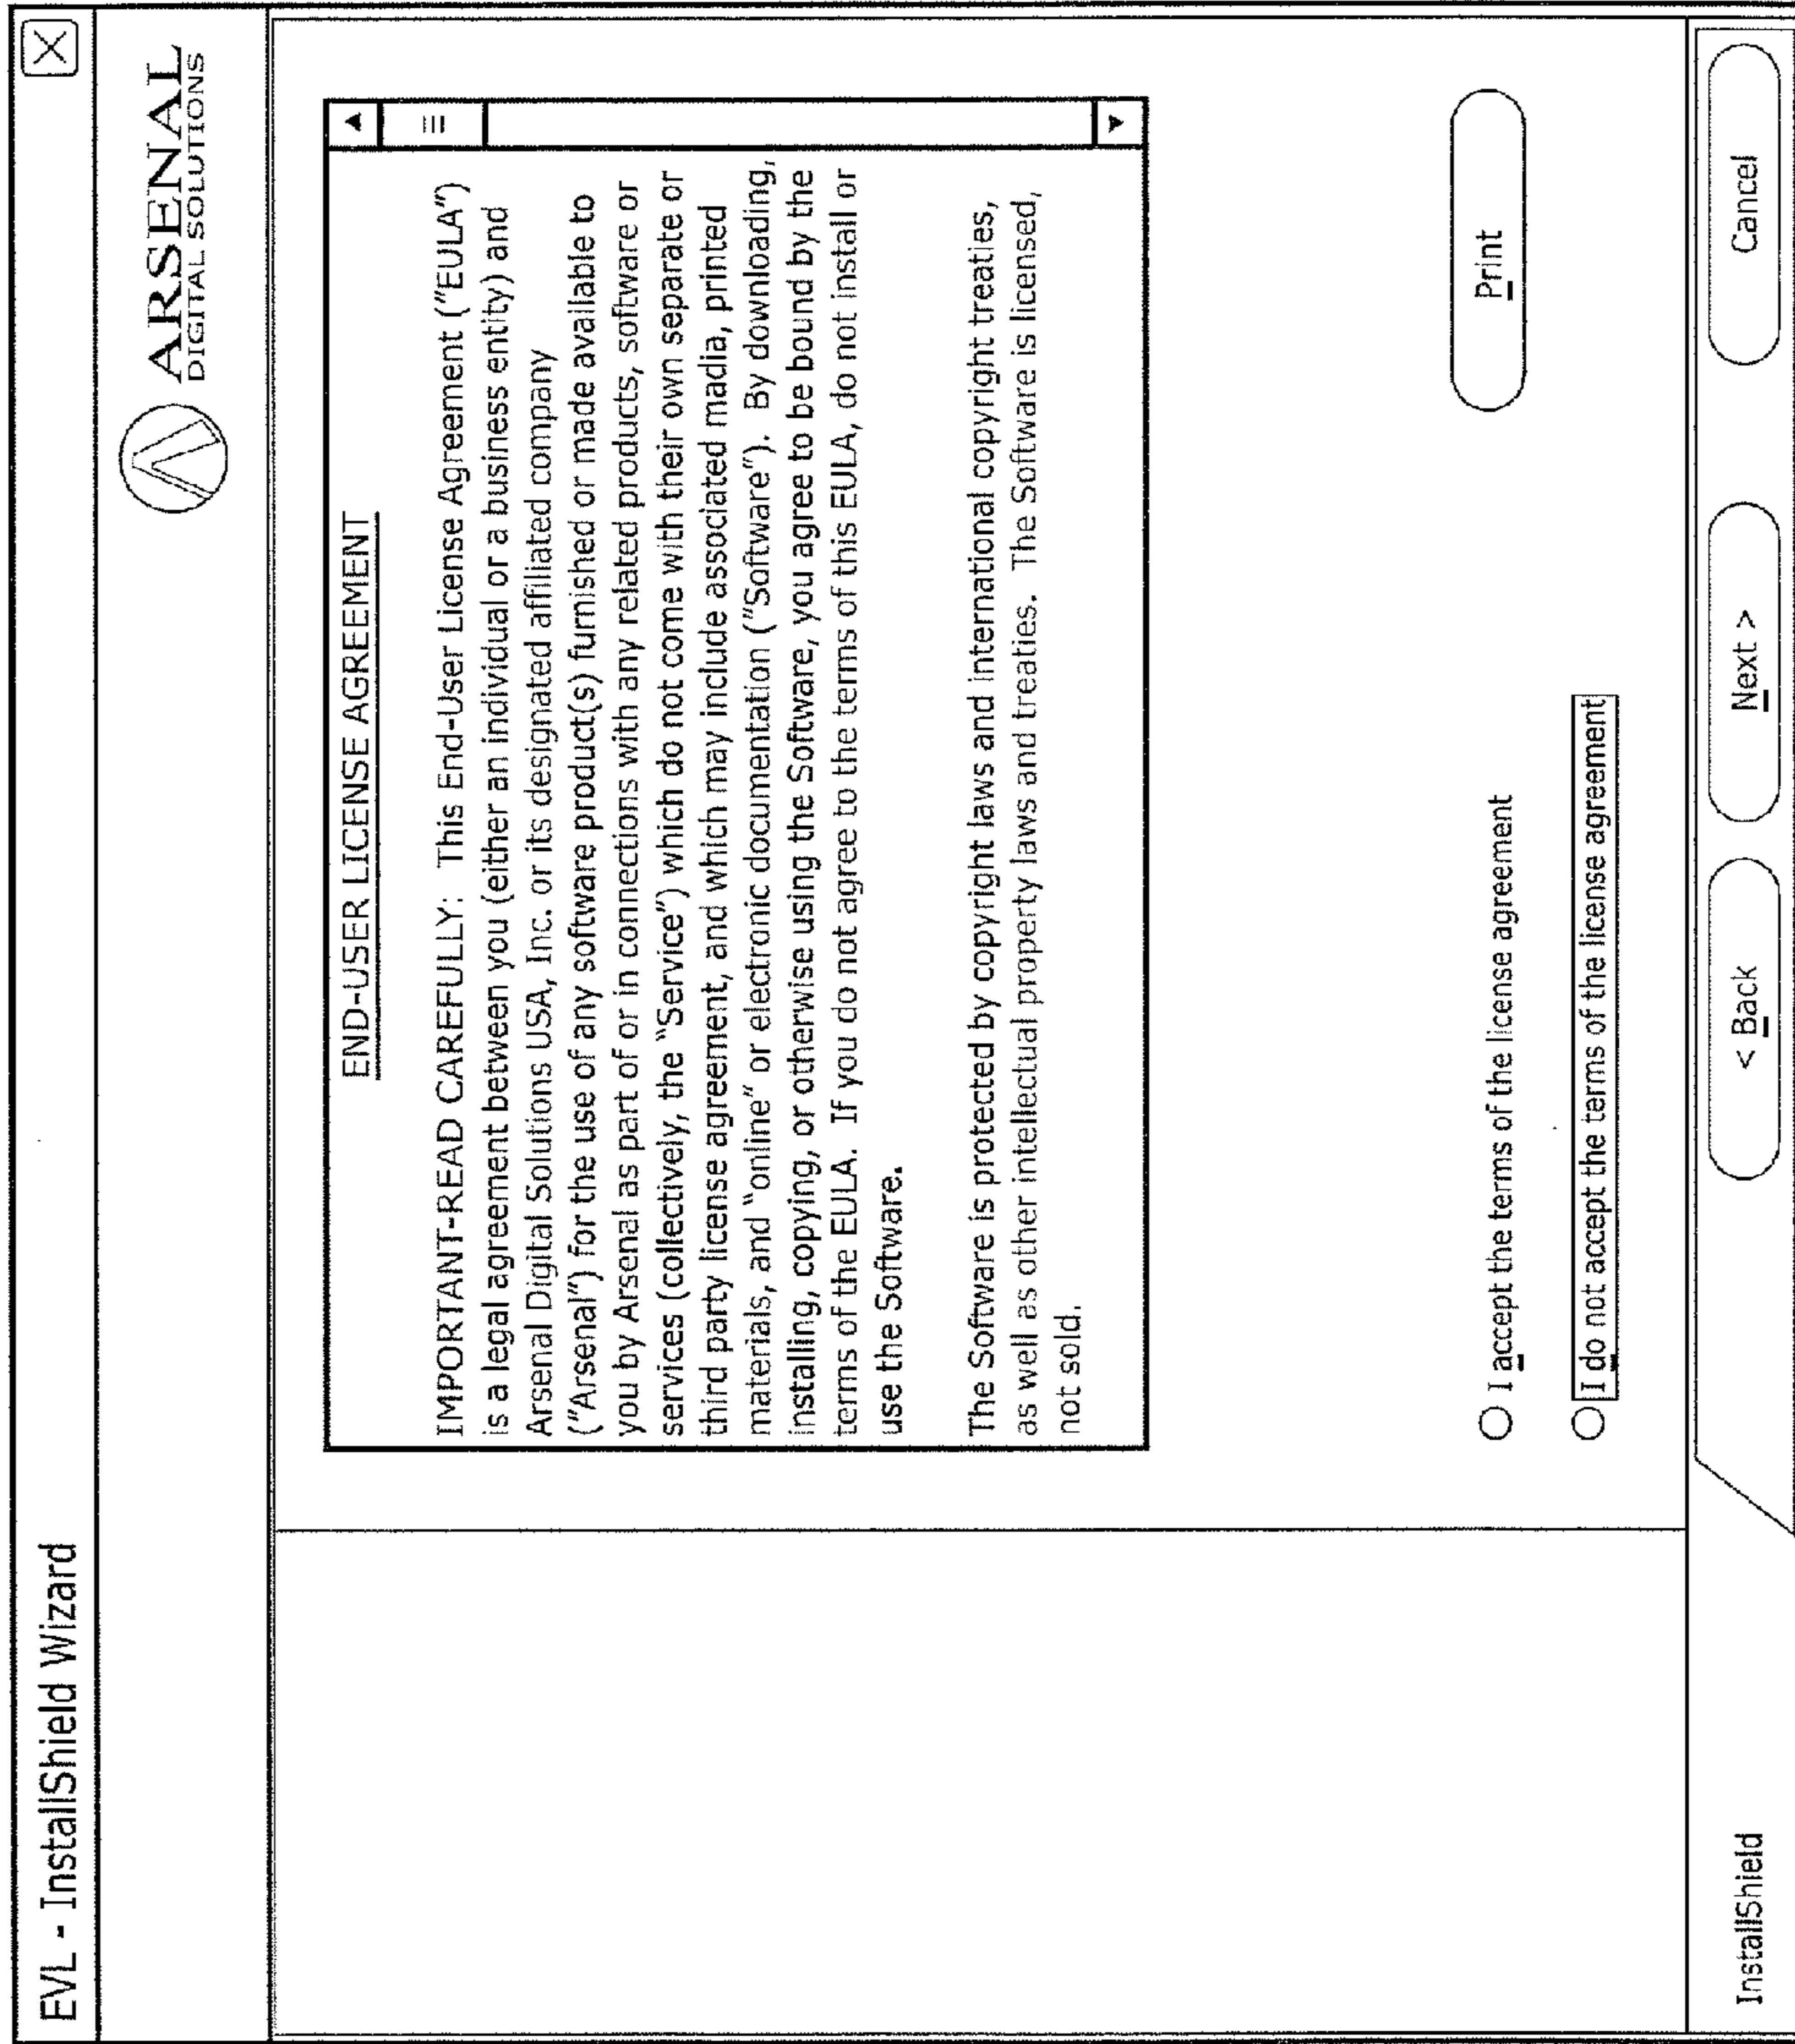 EVL - InstallShield Wizard
ARSENAL
DIGITAL SOLUTIONS
END-USER LICENSE AGREEMENT
IMPORTANT-READ CAREFULLY: This End-User License Agreement ("EULA")
is a legal agreement between you (either an individual or a business entity) and
Arsenal Digital Solutions USA, Inc. or its designated affiliated company
("Arsenal") for the use of any software product(s) furnished or made available to
you by Arsenal as part of or in connections with any related products, software or
services (collectively, the "Service") which do not come with their own separate or
third party license agreement, and which may include associated madia, printed
materials, and "online" or electronic documentation ("Software"). By downloading,
installing, copying, or otherwise using the Software, you agree to be bound by the
terms of the EULA. If you do not agree to the terms of this EULA, do not install or
use the Software.
The Software is protected by copyright laws and international copyright treaties,
as well as other intellectual property laws and treaties. The Software is licensed,
not sold.
I accept the terms of the license agreement
Print
I do not accept the terms of the license agreement
InstallShield
< Back
Next >
Cancel